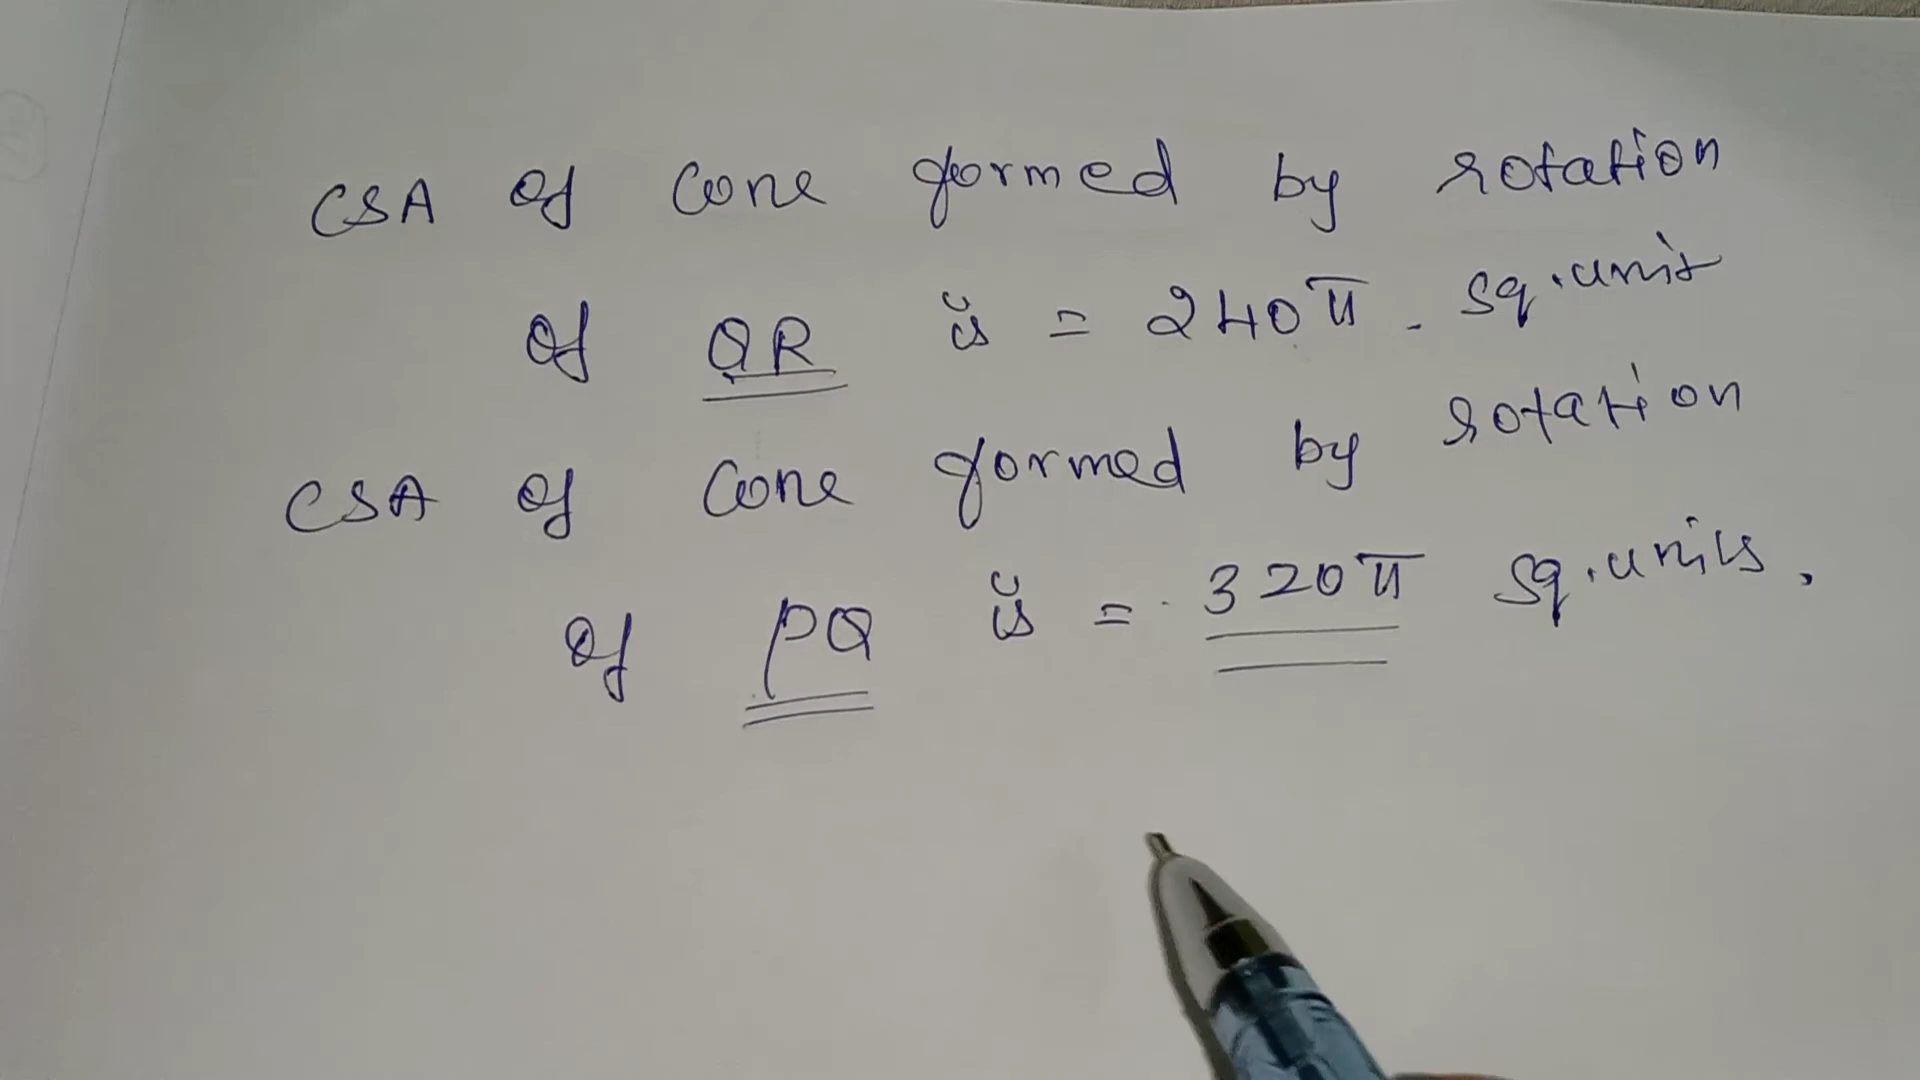 CSA of Cone formed by rotation
of QR is = 240π . sq.unit
CSA of Cone formed by rotation
of PQ is = 320π sq.units.